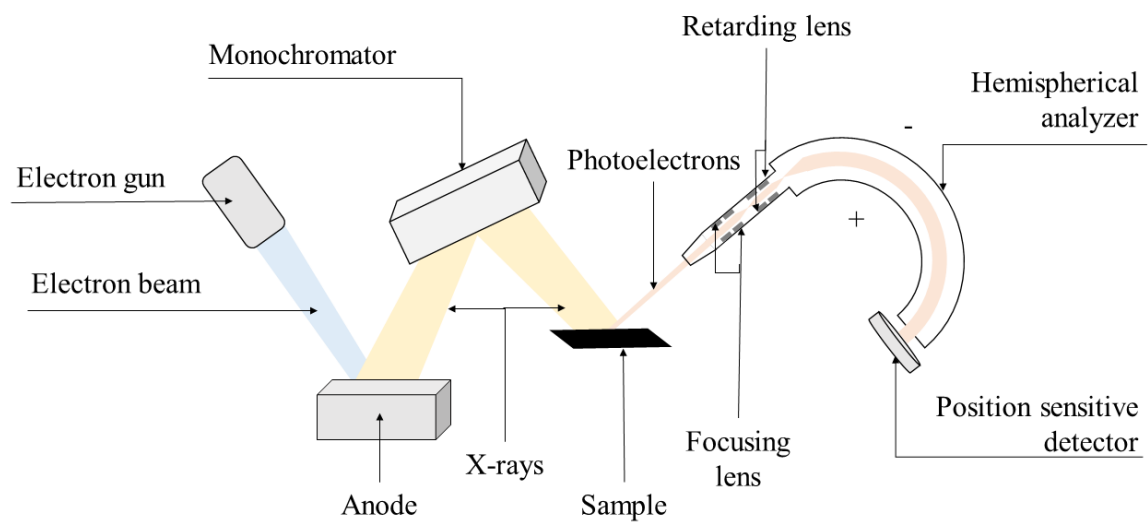 Retarding lens
Monochromator
Hemispherical
analyzer
-
Photoelectrons
Electron gun
+
Electron beam
Position sensitive
detector
Focusing
lens
X-rays
Anode
Sample